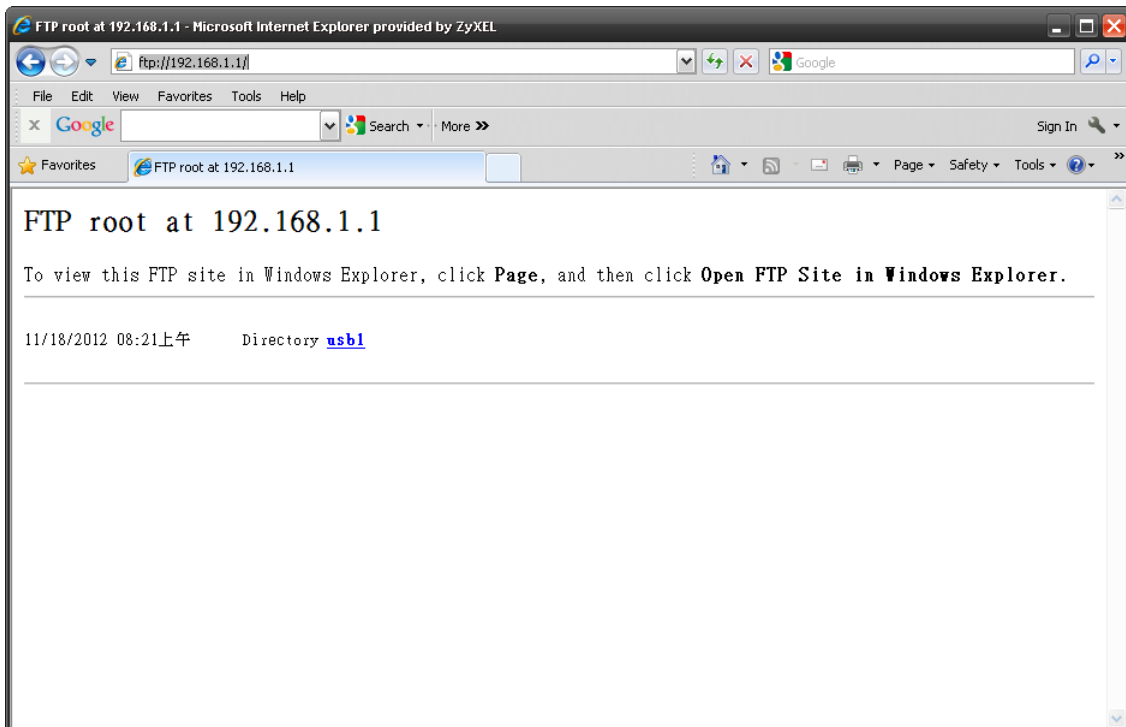 FTP root at 192.168.1.1 - Microsoft Internet Explorer provided by ZyXEL
ftp://192.168.1.1/
Google
File Edit View Favorites Tools Help
x Google Search More »
Sign In
Favorites FTP root at 192.168.1.1 Page Safety Tools »
FTP root at 192.168.1.1
To view this FTP site in Windows Explorer, click Page, and then click Open FTP Site in Windows Explorer.
11/18/2012 08:21上午 Directory usb1